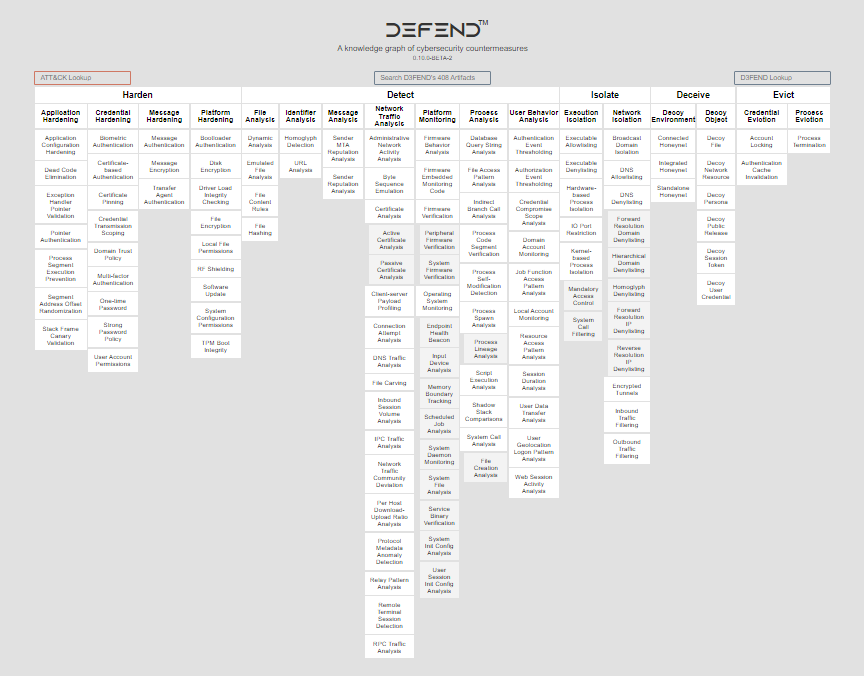 D3FEND™
A knowledge graph of cybersecurity countermeasures
0.10.0-BETA-2
ATT&CK Lookup
Search D3FEND's 408 Artifacts
D3FEND Lookup
Harden
Detect
Isolate
Deceive
Evict
Application
Hardening
Credential
Hardening
Message
Hardening
Platform
Hardening
File
Analysis
Identifier
Analysis
Message
Analysis
Network
Traffic
Analysis
Platform
Monitoring
Process
Analysis
User Behavior
Analysis
Execution
Isolation
Network
Isolation
Decoy
Environment
Decoy
Object
Credential
Eviction
Process
Eviction
Application
Configuration
Hardening
Dead Code
Elimination
Exception
Handler
Pointer
Validation
Pointer
Authentication
Process
Segment
Execution
Prevention
Segment
Address Offset
Randomization
Stack Frame
Canary
Validation
Biometric
Authentication
Certificate-
based
Authentication
Certificate
Pinning
Credential
Transmission
Scoping
Domain Trust
Policy
Multi-factor
Authentication
One-time
Password
Strong
Password
Policy
User Account
Permissions
Message
Authentication
Message
Encryption
Transfer
Agent
Authentication
Bootloader
Authentication
Disk
Encryption
Driver Load
Integrity
Checking
File
Encryption
Local File
Permissions
RF Shielding
Software
Update
System
Configuration
Permissions
TPM Boot
Integrity
Dynamic
Analysis
Emulated
File
Analysis
File
Content
Rules
File
Hashing
Homoglyph
Detection
URL
Analysis
Sender
MTA
Reputation
Analysis
Sender
Reputation
Analysis
Administrative
Network
Activity
Analysis
Byte
Sequence
Emulation
Certificate
Analysis
Active
Certificate
Analysis
Passive
Certificate
Analysis
Client-server
Payload
Profiling
Connection
Attempt
Analysis
DNS Traffic
Analysis
File Carving
Inbound
Session
Volume
Analysis
IPC Traffic
Analysis
Network
Traffic
Community
Deviation
Per Host
Download-
Upload Ratio
Analysis
Protocol
Metadata
Anomaly
Detection
Relay Pattern
Analysis
Remote
Terminal
Session
Detection
RPC Traffic
Analysis
Firmware
Behavior
Analysis
Firmware
Embedded
Monitoring
Code
Firmware
Verification
Peripheral
Firmware
Verification
System
Firmware
Verification
Operating
System
Monitoring
Endpoint
Health
Beacon
Input
Device
Analysis
Memory
Boundary
Tracking
Scheduled
Job
Analysis
System
Daemon
Monitoring
System
File
Analysis
Service
Binary
Verification
System
Init Config
Analysis
User
Session
Init Config
Analysis
Database
Query String
Analysis
File Access
Pattern
Analysis
Indirect
Branch Call
Analysis
Process
Code
Segment
Verification
Process
Self-
Modification
Detection
Process
Spawn
Analysis
Process
Lineage
Analysis
Script
Execution
Analysis
Shadow
Stack
Comparisons
System Call
Analysis
File
Creation
Analysis
Authentication
Event
Thresholding
Authorization
Event
Thresholding
Credential
Compromise
Scope
Analysis
Domain
Account
Monitoring
Job Function
Access
Pattern
Analysis
Local Account
Monitoring
Resource
Access
Pattern
Analysis
Session
Duration
Analysis
User Data
Transfer
Analysis
User
Geolocation
Logon Pattern
Analysis
Web Session
Activity
Analysis
Executable
Allowlisting
Executable
Denylisting
Hardware-
based
Process
Isolation
IO Port
Restriction
Kernel-
based
Process
Isolation
Mandatory
Access
Control
System
Call
Filtering
Broadcast
Domain
Isolation
DNS
Allowlisting
DNS
Denylisting
Forward
Resolution
Domain
Denylisting
Hierarchical
Domain
Denylisting
Homoglyph
Denylisting
Forward
Resolution
IP
Denylisting
Reverse
Resolution
IP
Denylisting
Encrypted
Tunnels
Inbound
Traffic
Filtering
Outbound
Traffic
Filtering
Connected
Honeynet
Integrated
Honeynet
Standalone
Honeynet
Decoy
File
Decoy
Network
Resource
Decoy
Persona
Decoy
Public
Release
Decoy
Session
Token
Decoy
User
Credential
Account
Locking
Authentication
Cache
Invalidation
Process
Termination